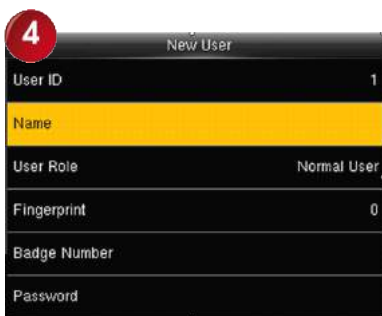 4
New User
User ID 1
Name
User Role Normal User
Fingerprint 0
Badge Number
Password